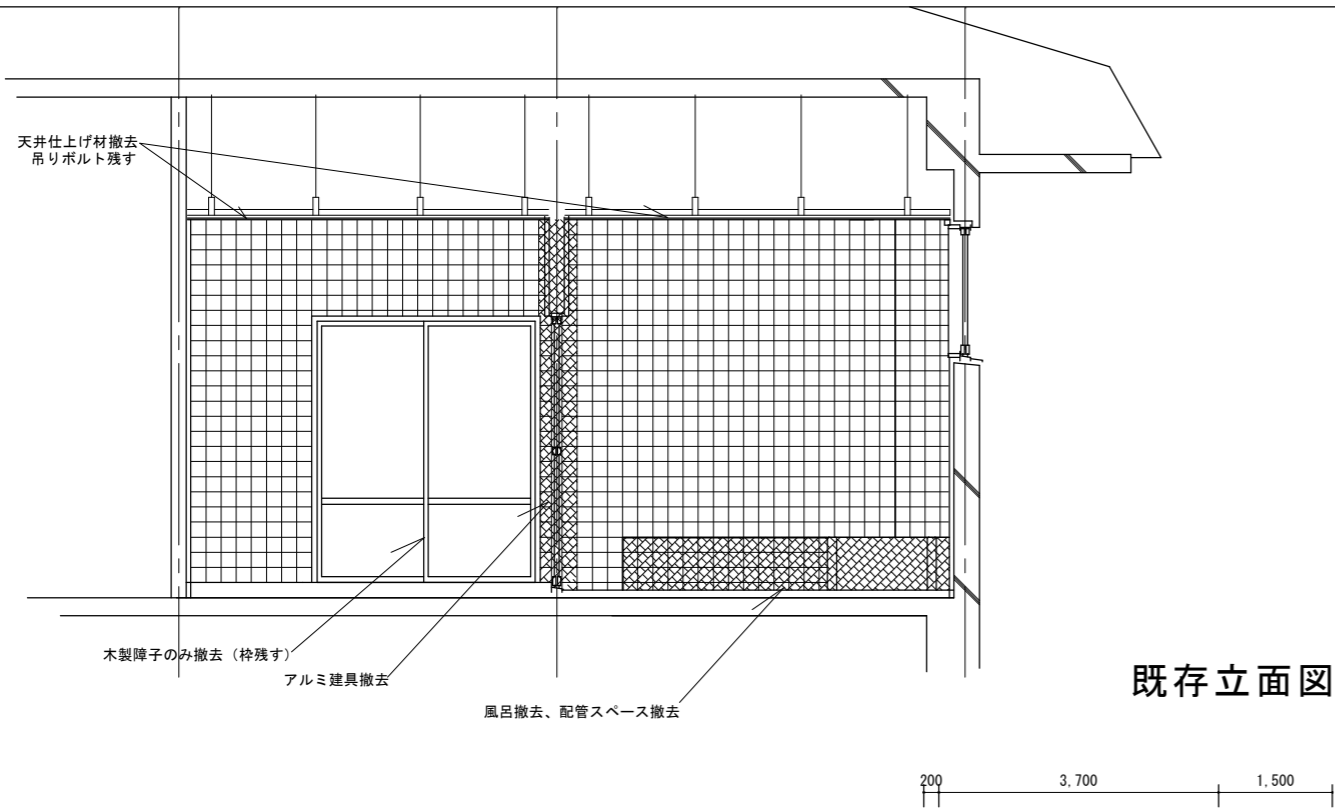 天井仕上げ材撤去
吊りボルト残す
木製障子のみ撤去（枠残す）
アルミ建具撤去
風呂撤去、配管スペース撤去
既存立面図
200
3,700
1,500